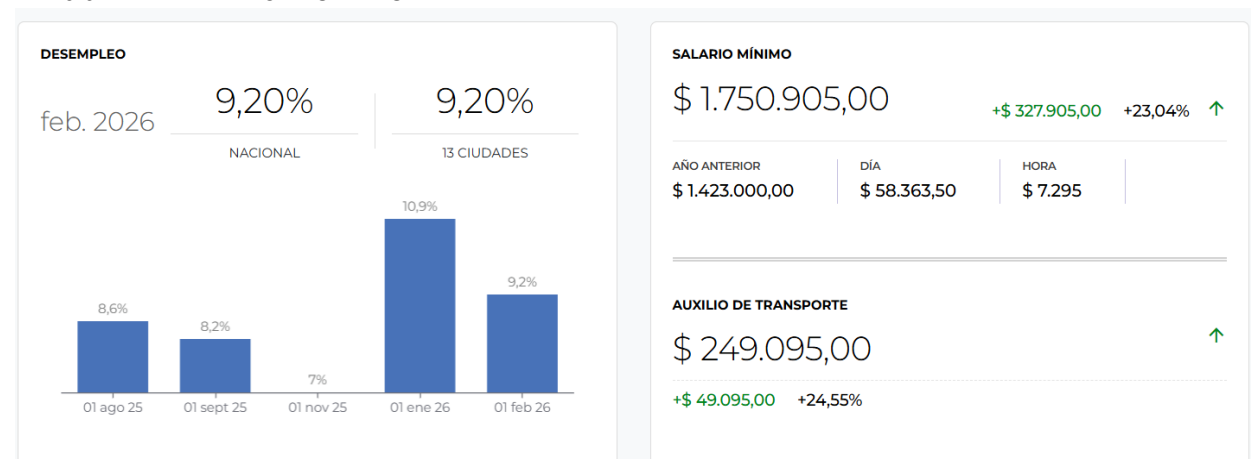 DESEMPLEO
feb. 2026
9,20%
NACIONAL
9,20%
13 CIUDADES
8,6%
8,2%
7%
10,9%
9,2%
01 ago 25
01 sept 25
01 nov 25
01 ene 26
01 feb 26
SALARIO MÍNIMO
$ 1.750.905,00
+$ 327.905,00 +23,04% ↑
AÑO ANTERIOR
$ 1.423.000,00
DÍA
$ 58.363,50
HORA
$ 7.295
AUXILIO DE TRANSPORTE
$ 249.095,00 ↑
+$ 49.095,00 +24,55%